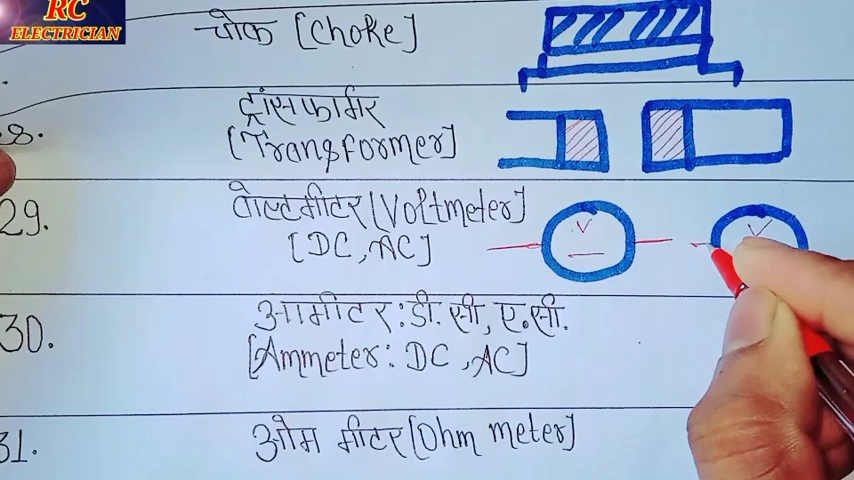 RC
ELECTRICIAN
चोक [Choke]
28.
ट्रांसफार्मर
[Transformer]
29.
वोल्टमीटर [Voltmeter]
[DC, AC]
V
V
30.
आमीटर : डी. सी, ए.सी.
[Ammeter: DC, AC]
31.
ओम मीटर [Ohm meter]